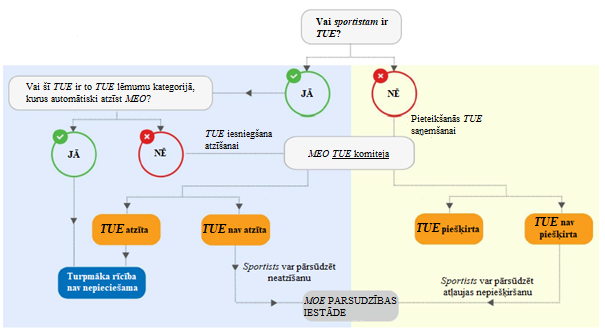 Vai sportistam ir
TUE?
JĀ
NĒ
Vai šī TUE ir to TUE lēmumu kategorijā,
kurus automātiski atzīst MEO?
JĀ
NĒ
TUE iesniegšana
atzīšanai
Pieteikšanās TUE
saņemšanai
MEO TUE komiteja
TUE atzīta
TUE nav atzīta
TUE piešķirta
TUE nav
piešķirta
Turpmāka rīcība
nav nepieciešama
Sportists var pārsūdzēt
neatzīšanu
Sportists var pārsūdzēt
atļaujas nepiešķiršanu
MOE PĀRSUDZĪBAS
IESTĀDE